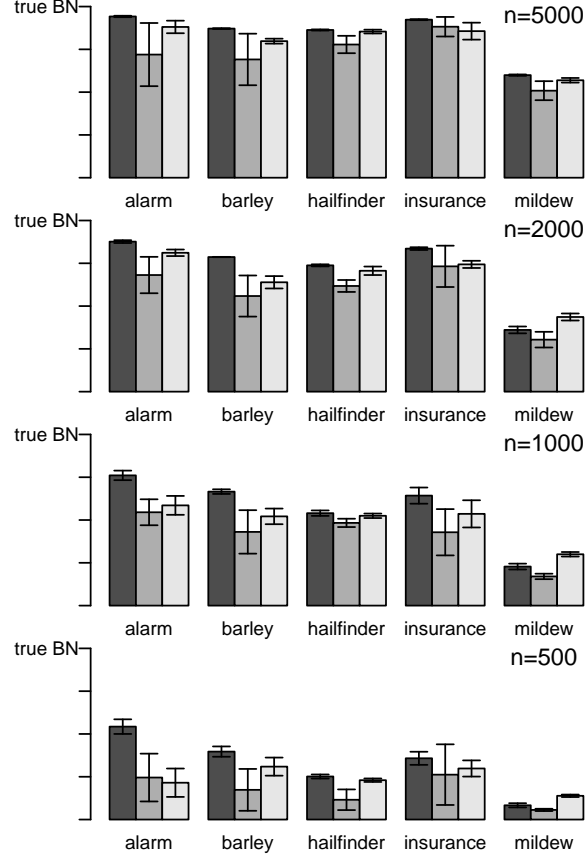 true BN
n=5000
alarm barley hailfinder insurance mildew
true BN
n=2000
alarm barley hailfinder insurance mildew
true BN
n=1000
alarm barley hailfinder insurance mildew
true BN
n=500
alarm barley hailfinder insurance mildew